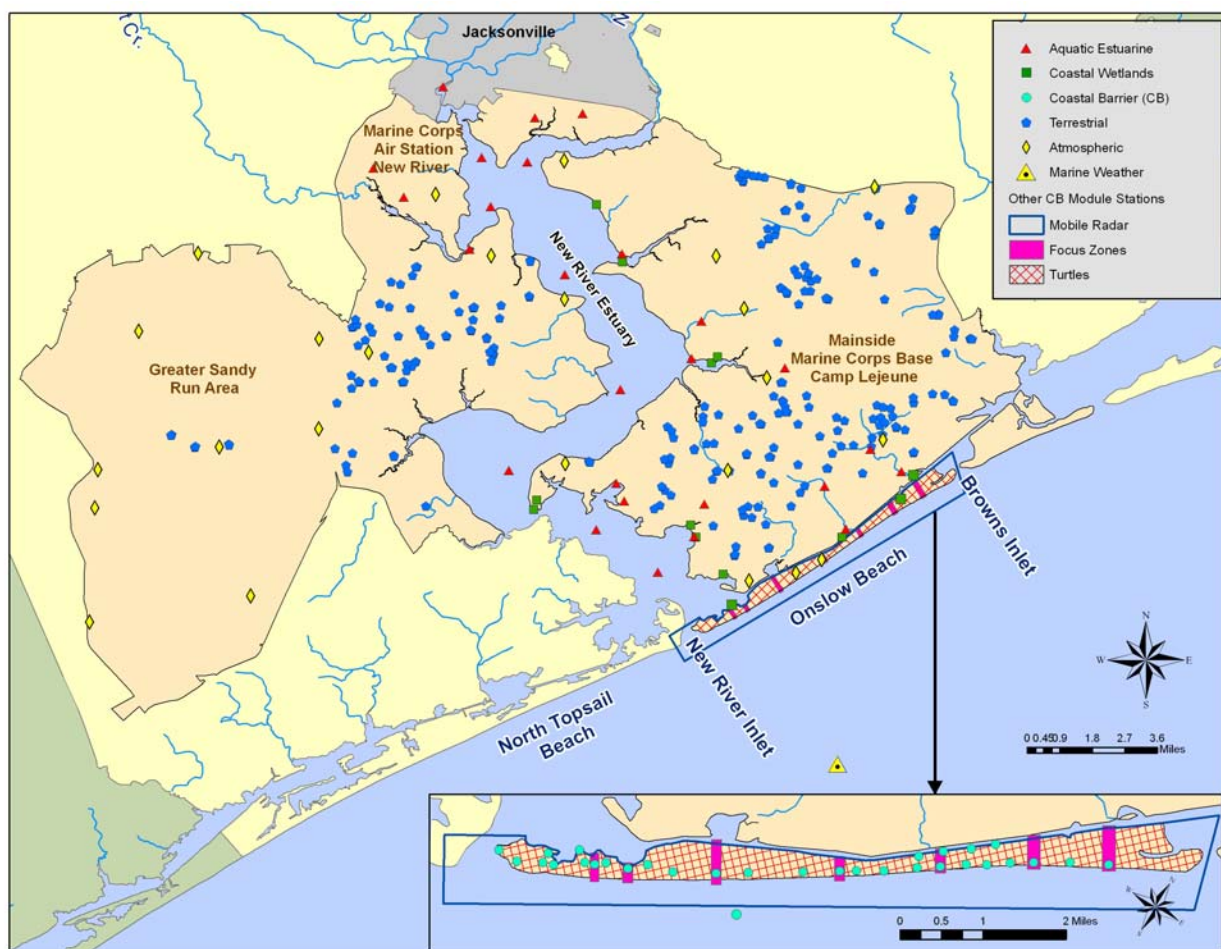 t Cr.
Jacksonville
Marine Corps
Air Station
New River
New River Estuary
Greater Sandy
Run Area
Mainside
Marine Corps Base
Camp Lejeune
Browns Inlet
Onslow Beach
New River Inlet
North Topsail
Beach
Aquatic Estuarine
Coastal Wetlands
Coastal Barrier (CB)
Terrestrial
Atmospheric
Marine Weather
Other CB Module Stations
Mobile Radar
Focus Zones
Turtles
N
W E
S
0 0.45 0.9 1.8 2.7 3.6
Miles
0 0.5 1 2 Miles